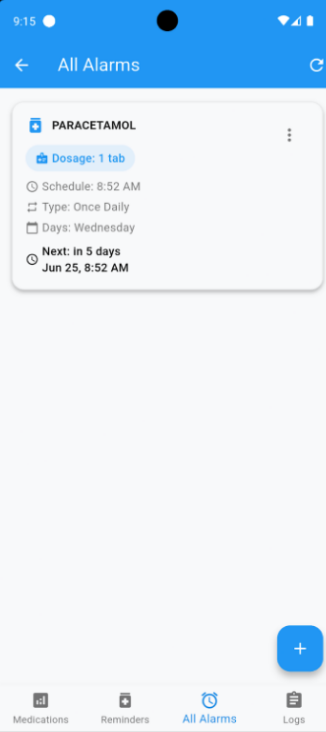 9:15
All Alarms
PARACETAMOL
Dosage: 1 tab
Schedule: 8:52 AM
Type: Once Daily
Days: Wednesday
Next: in 5 days
Jun 25, 8:52 AM
+
Medications Reminders All Alarms Logs